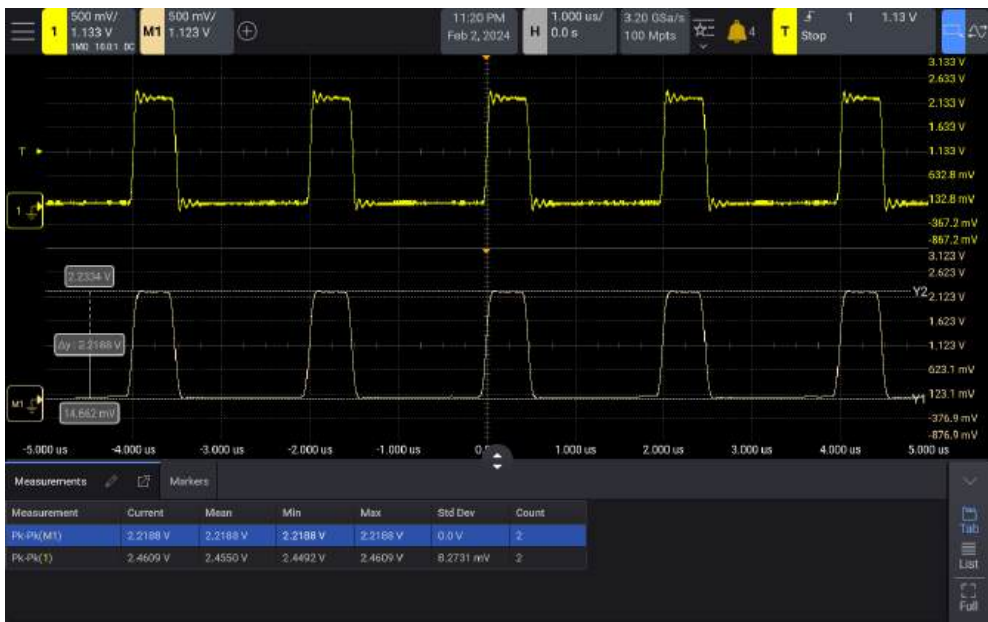 1 500 mV/ 1.133 V 1MΩ 10.0:1 DC
M1 500 mV/ 1.123 V
11:20 PM Feb 2, 2024
H 1.000 us/ 0.0 s
3.20 GSa/s 100 Mpts
4
T 1 1.13 V Stop
3.133 V
2.633 V
2.133 V
1.633 V
T 1.133 V
632.8 mV
1 132.8 mV
-367.2 mV
-867.2 mV
3.123 V
2.2334 V 2.623 V
Y2 2.123 V
1.623 V
Δy : 2.2188 V 1.123 V
623.1 mV
M1 14.662 mV Y1 123.1 mV
-376.9 mV
-876.9 mV
-5.000 us -4.000 us -3.000 us -2.000 us -1.000 us 1.000 us 2.000 us 3.000 us 4.000 us 5.000 us
Measurements Markers
Measurement Current Mean Min Max Std Dev Count
Pk-Pk(M1) 2.2188 V 2.2188 V 2.2188 V 2.2188 V 0.0 V 2
Pk-Pk(1) 2.4609 V 2.4550 V 2.4492 V 2.4609 V 8.2731 mV 2
Tab
List
Full